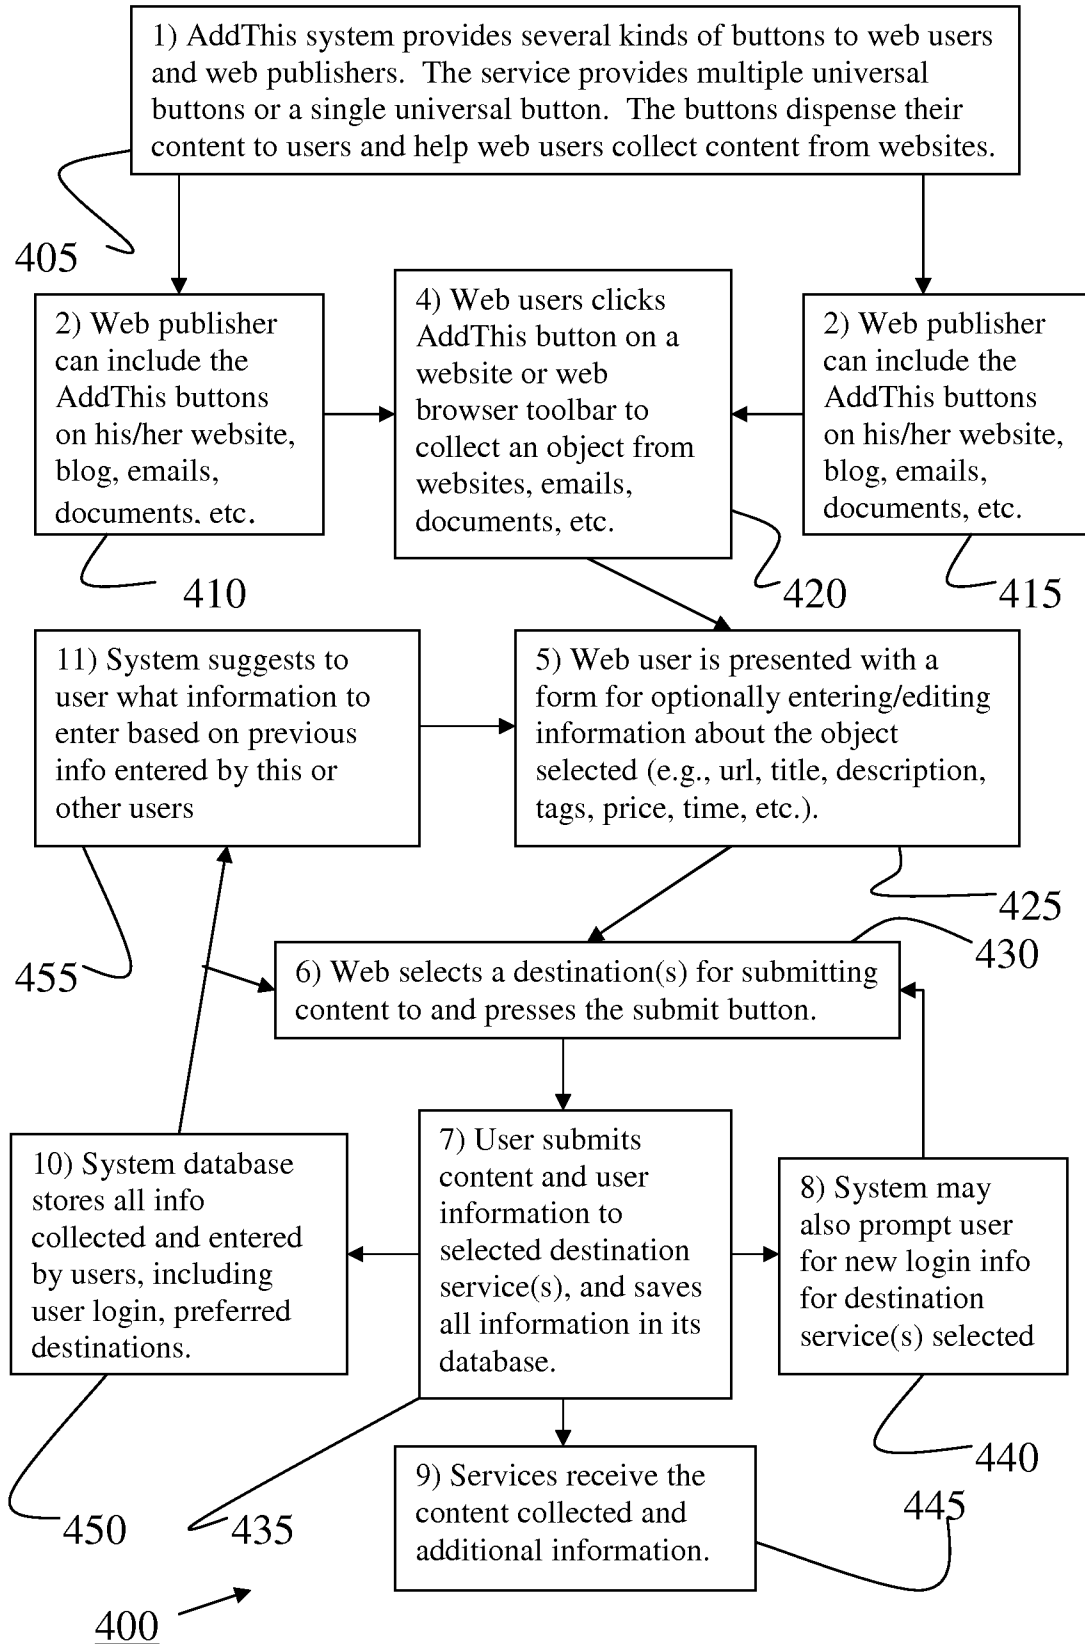 1) AddThis system provides several kinds of buttons to web users
and web publishers. The service provides multiple universal
buttons or a single universal button. The buttons dispense their
content to users and help web users collect content from websites.
405
2) Web publisher
can include the
AddThis buttons
on his/her website,
blog, emails,
documents, etc.
410
4) Web users clicks
AddThis button on a
website or web
browser toolbar to
collect an object from
websites, emails,
documents, etc.
420
2) Web publisher
can include the
AddThis buttons
on his/her website,
blog, emails,
documents, etc.
415
11) System suggests to
user what information to
enter based on previous
info entered by this or
other users
455
5) Web user is presented with a
form for optionally entering/editing
information about the object
selected (e.g., url, title, description,
tags, price, time, etc.).
425
430
6) Web selects a destination(s) for submitting
content to and presses the submit button.
10) System database
stores all info
collected and entered
by users, including
user login, preferred
destinations.
450
7) User submits
content and user
information to
selected destination
service(s), and saves
all information in its
database.
435
8) System may
also prompt user
for new login info
for destination
service(s) selected
440
9) Services receive the
content collected and
additional information.
445
400